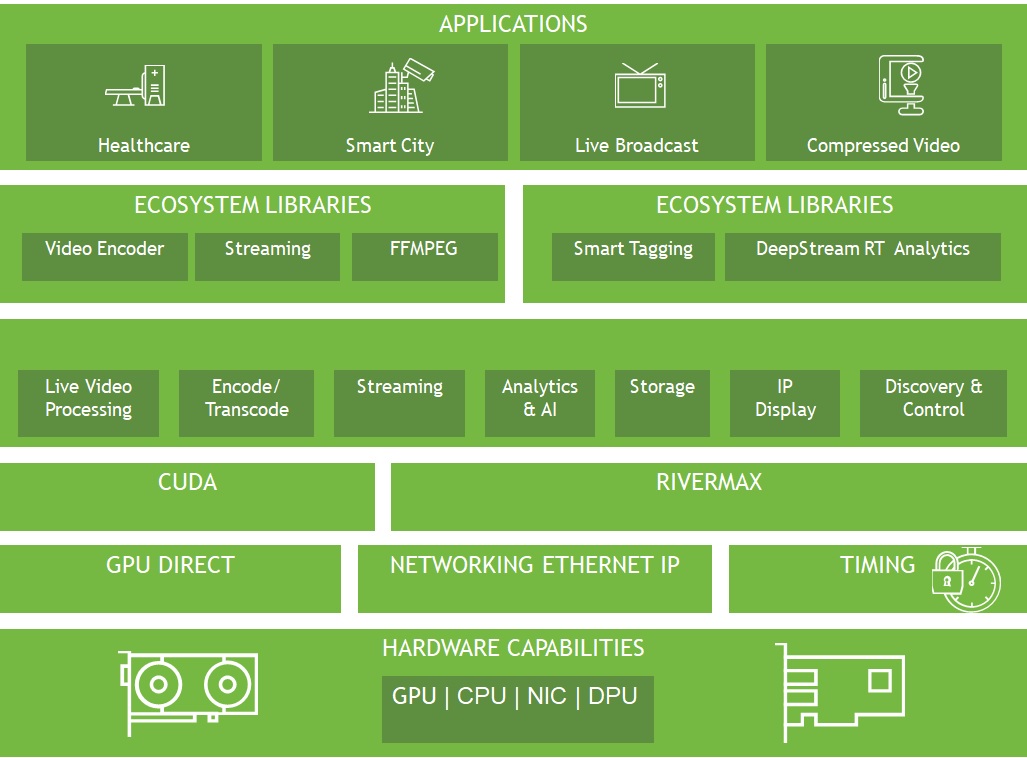 APPLICATIONS
Healthcare
Smart City
Live Broadcast
Compressed Video
ECOSYSTEM LIBRARIES
Video Encoder
Streaming
FFMPEG
ECOSYSTEM LIBRARIES
Smart Tagging
DeepStream RT Analytics
Live Video
Processing
Encode/
Transcode
Streaming
Analytics
& AI
Storage
IP
Display
Discovery &
Control
CUDA
RIVERMAX
GPU DIRECT
NETWORKING ETHERNET IP
TIMING
HARDWARE CAPABILITIES
GPU | CPU | NIC | DPU